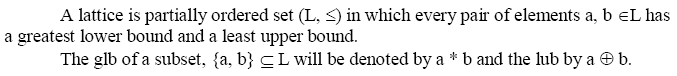 A lattice is partially ordered set (L, ≤) in which every pair of elements a, b ∈L has
a greatest lower bound and a least upper bound.
The glb of a subset, {a, b} ⊆ L will be denoted by a * b and the lub by a ⊕ b.